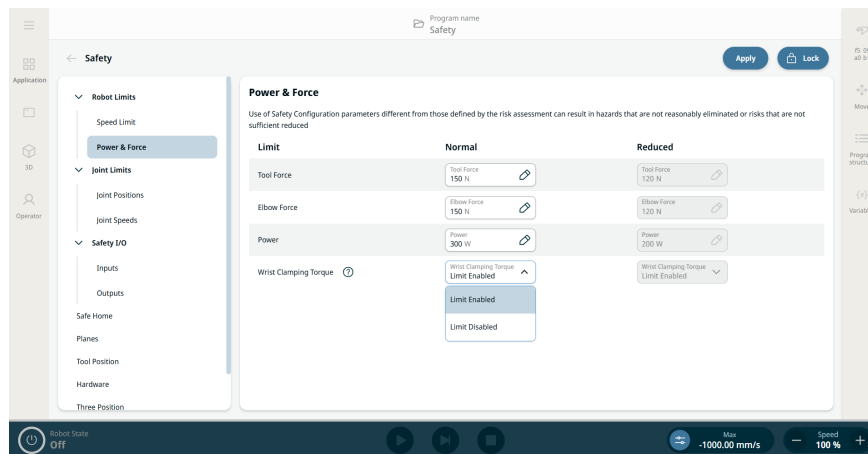 Program name
Safety
Application
3D
Operator
Safety
Apply
Lock
Robot Limits
Speed Limit
Power & Force
Joint Limits
Joint Positions
Joint Speeds
Safety I/O
Inputs
Outputs
Safe Home
Planes
Tool Position
Hardware
Three Position
Power & Force
Use of Safety Configuration parameters different from those defined by the risk assessment can result in hazards that are not reasonably eliminated or risks that are not
sufficient reduced
Limit Normal Reduced
Tool Force
Tool Force
150 N
Tool Force
120 N
Elbow Force
Elbow Force
150 N
Elbow Force
120 N
Power
Power
300 W
Power
200 W
Wrist Clamping Torque
Wrist Clamping Torque
Limit Enabled
Wrist Clamping Torque
Limit Enabled
Limit Enabled
Limit Disabled
Robot State
Off
Max
-1000.00 mm/s
Speed
100 %